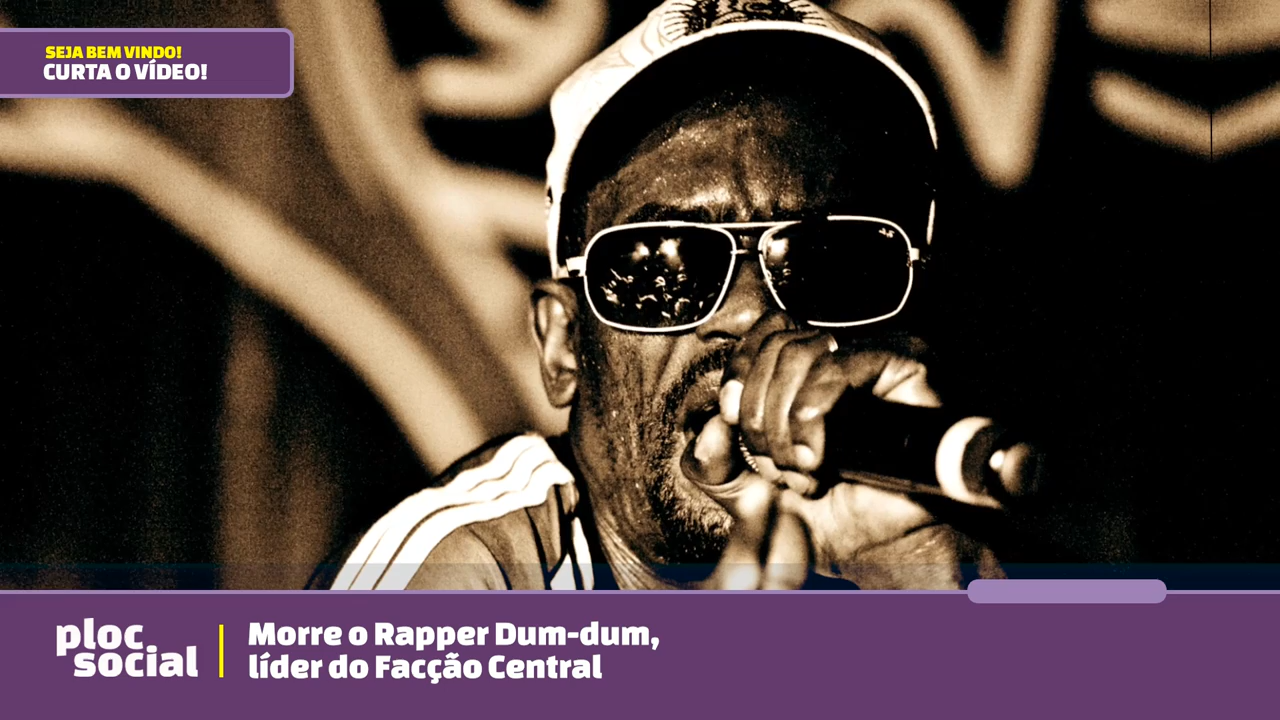 SEJA BEM VINDO!
CURTA O VÍDEO!
ploc
social
Morre o Rapper Dum-dum,
líder do Facção Central